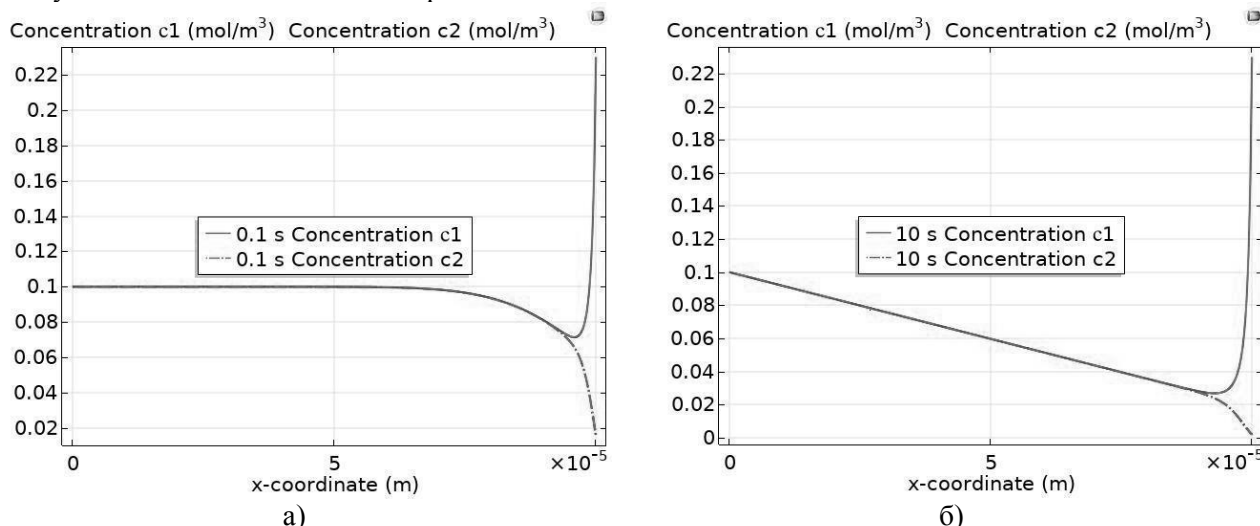 Concentration c1 (mol/m³) Concentration c2 (mol/m³)
0.22
0.2
0.18
0.16
0.14
0.12
0.1
0.08
0.06
0.04
0.02
0.1 s Concentration c1
0.1 s Concentration c2
0
5
×10⁻⁵
x-coordinate (m)
а)
Concentration c1 (mol/m³) Concentration c2 (mol/m³)
0.22
0.2
0.18
0.16
0.14
0.12
0.1
0.08
0.06
0.04
0.02
0
10 s Concentration c1
10 s Concentration c2
0
5
×10⁻⁵
x-coordinate (m)
б)